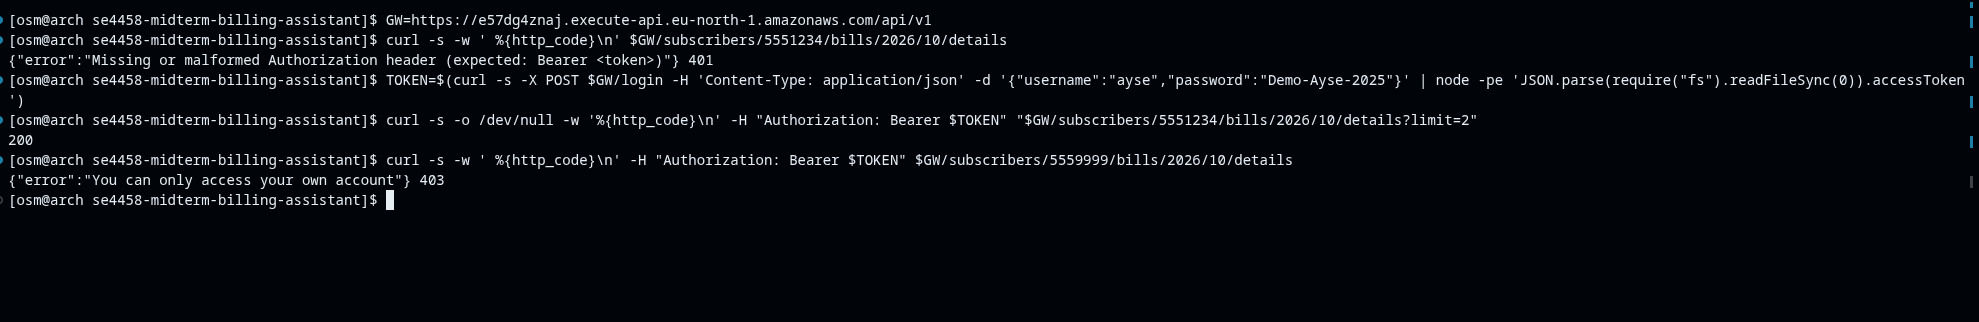 [osm@arch se4458-midterm-billing-assistant]$ GW=https://e57dg4znaj.execute-api.eu-north-1.amazonaws.com/api/v1
[osm@arch se4458-midterm-billing-assistant]$ curl -s -w ' %{http_code}\n' $GW/subscribers/5551234/bills/2026/10/details
{"error":"Missing or malformed Authorization header (expected: Bearer <token>)"} 401
[osm@arch se4458-midterm-billing-assistant]$ TOKEN=$(curl -s -X POST $GW/login -H 'Content-Type: application/json' -d '{"username":"ayse","password":"Demo-Ayse-2025"}' | node -pe 'JSON.parse(require("fs").readFileSync(0)).accessToken
')
[osm@arch se4458-midterm-billing-assistant]$ curl -s -o /dev/null -w '%{http_code}\n' -H "Authorization: Bearer $TOKEN" "$GW/subscribers/5551234/bills/2026/10/details?limit=2"
200
[osm@arch se4458-midterm-billing-assistant]$ curl -s -w ' %{http_code}\n' -H "Authorization: Bearer $TOKEN" $GW/subscribers/5559999/bills/2026/10/details
{"error":"You can only access your own account"} 403
[osm@arch se4458-midterm-billing-assistant]$